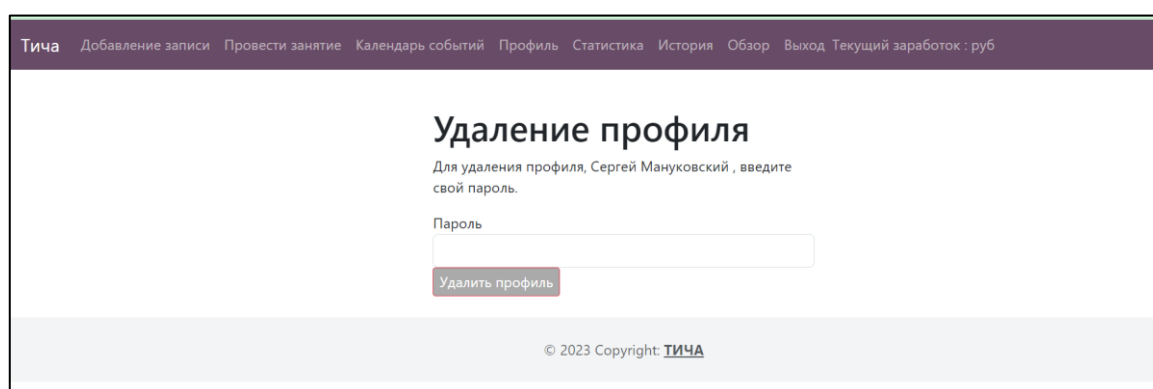 Тича Добавление записи Провести занятие Календарь событий Профиль Статистика История Обзор Выход Текущий заработок : руб
Удаление профиля
Для удаления профиля, Сергей Мануковский , введите
свой пароль.
Пароль
Удалить профиль
© 2023 Copyright: ТИЧА